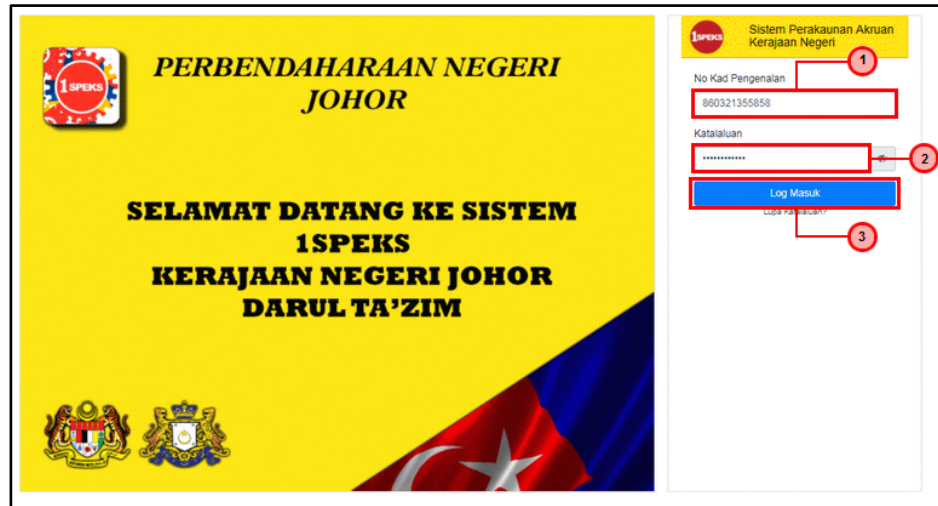 1SPEKS
PERBENDAHARAAN NEGERI
JOHOR
SELAMAT DATANG KE SISTEM
1SPEKS
KERAJAAN NEGERI JOHOR
DARUL TA'ZIM
1SPEKS
Sistem Perakaunan Akruan
Kerajaan Negeri
1
No Kad Pengenalan
860321355858
Katalaluan
••••••••••••
2
Log Masuk
Lupa Katalaluan?
3